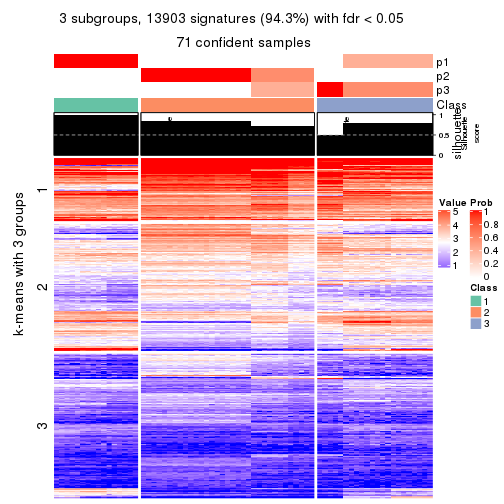 3 subgroups, 13903 signatures (94.3%) with fdr < 0.05
71 confident samples
p1
p2
p3
Class
1
0.5
0
silhouette
Silhouette
score
k-means with 3 groups
1
2
3
Value
5
4
3
2
1
Prob
1
0.8
0.6
0.4
0.2
0
Class
1
2
3